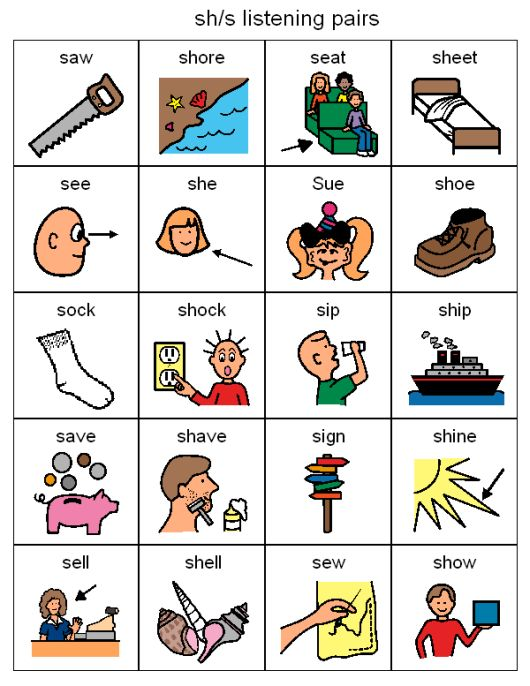 sh/s listening pairs
saw shore seat sheet
see she Sue shoe
sock shock sip ship
save shave sign shine
sell shell sew show